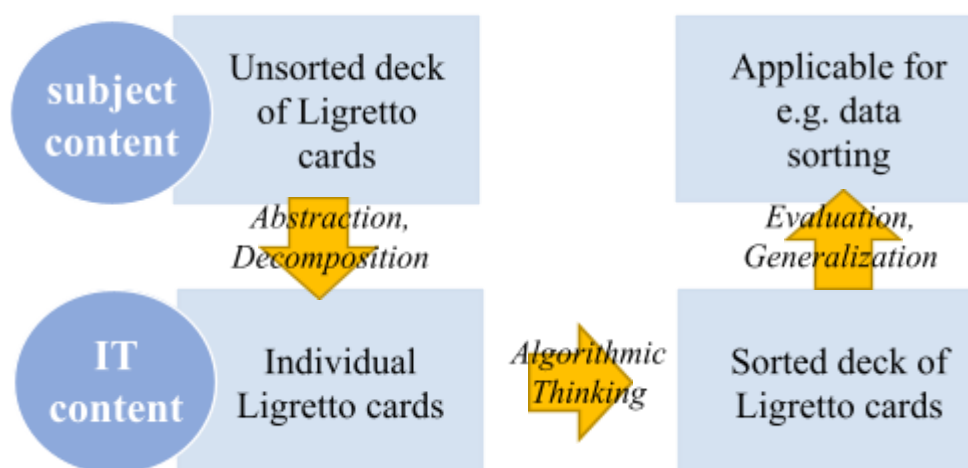 subject
content
Unsorted deck
of Ligretto
cards
Applicable for
e.g. data
sorting
Abstraction,
Decomposition
Evaluation,
Generalization
IT
content
Individual
Ligretto cards
Algorithmic
Thinking
Sorted deck of
Ligretto cards